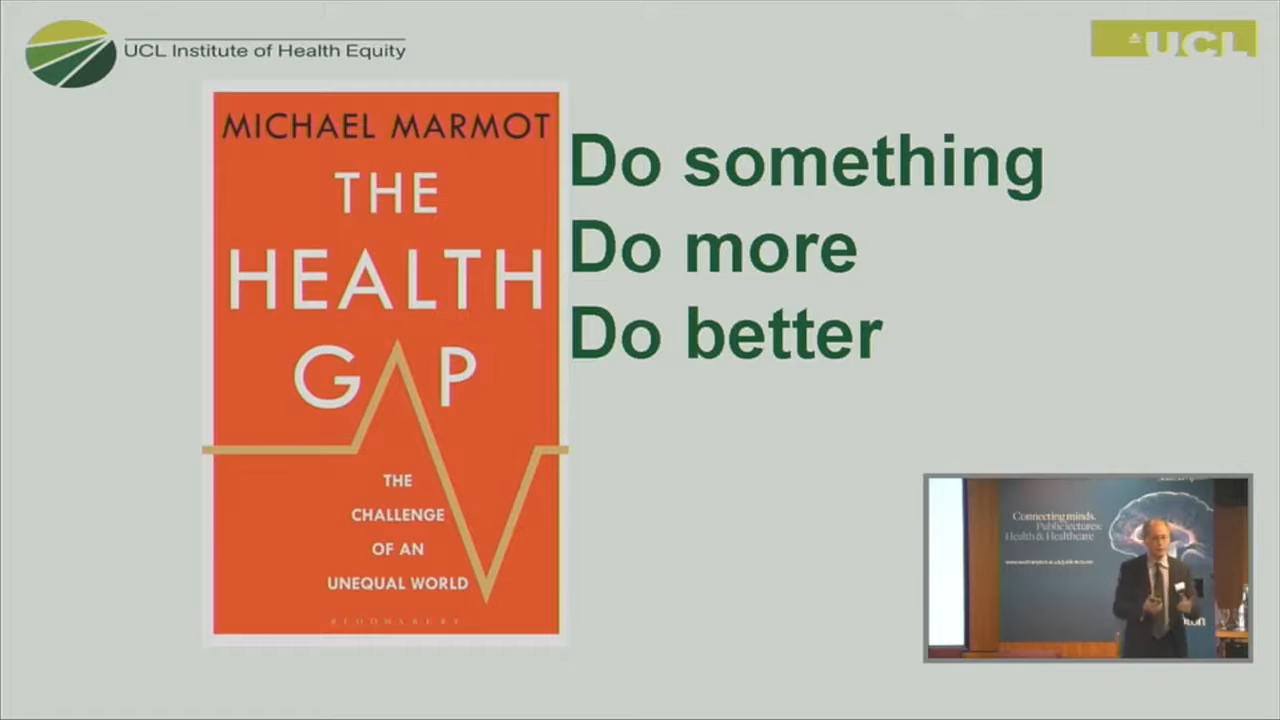 UCL Institute of Health Equity
UCL
MICHAEL MARMOT
THE
HEALTH
GAP
THE
CHALLENGE
OF AN
UNEQUAL WORLD
BLOOMSBURY
Do something
Do more
Do better
Connecting minds.
Public lectures:
Health & Healthcare